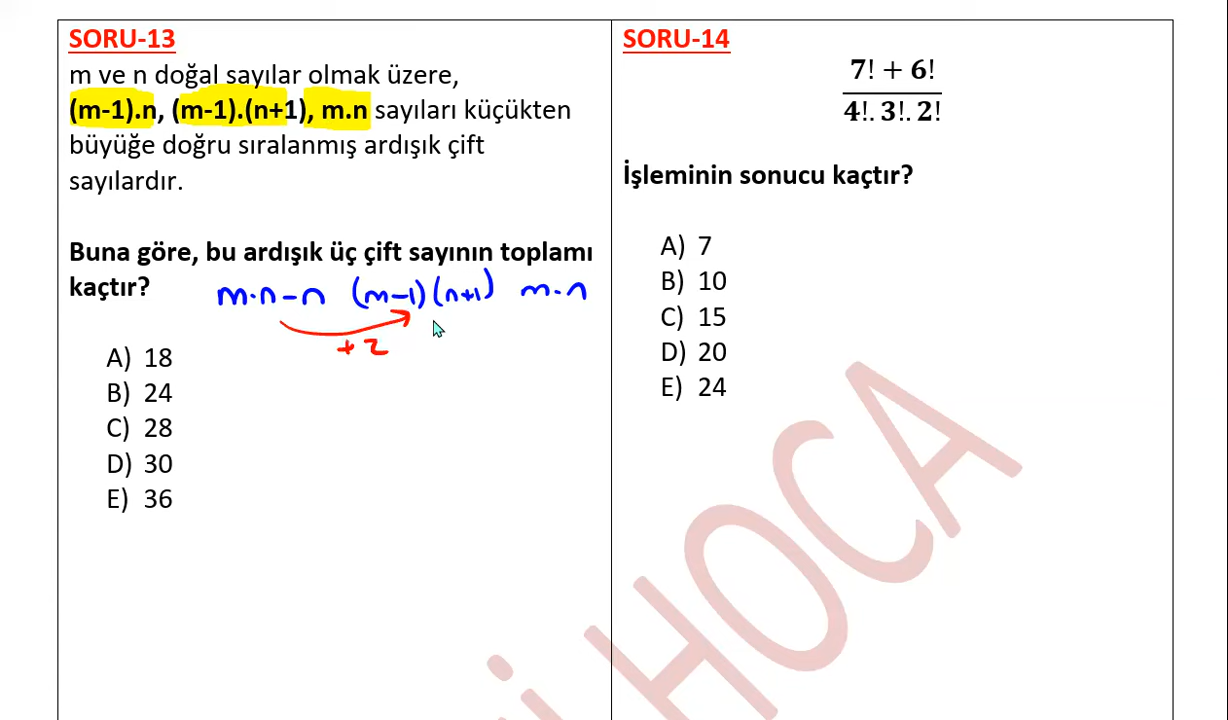 SORU-13
m ve n doğal sayılar olmak üzere,
(m-1).n, (m-1).(n+1), m.n sayıları küçükten
büyüğe doğru sıralanmış ardışık çift
sayılardır.
Buna göre, bu ardışık üç çift sayının toplamı
kaçtır?
m.n-n (m-1)(n+1) m.n
+2
A) 18
B) 24
C) 28
D) 30
E) 36
SORU-14
7! + 6!
4!. 3!. 2!
İşleminin sonucu kaçtır?
A) 7
B) 10
C) 15
D) 20
E) 24
HOCA